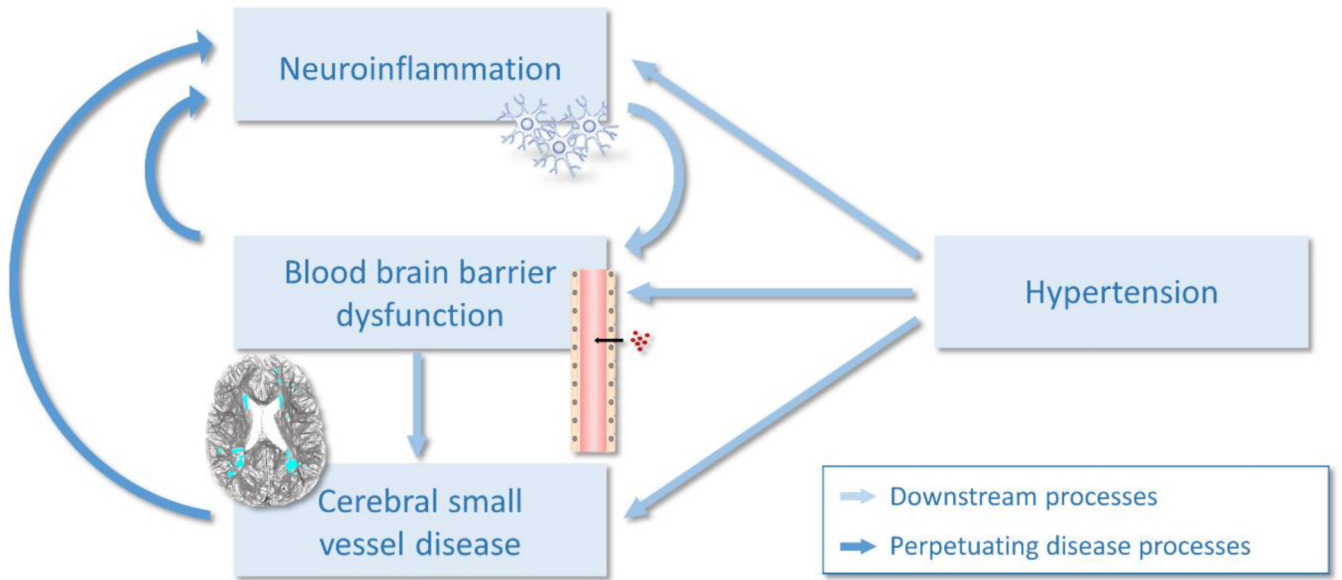 Neuroinflammation
Blood brain barrier
dysfunction
Hypertension
Cerebral small
vessel disease
Downstream processes
Perpetuating disease processes